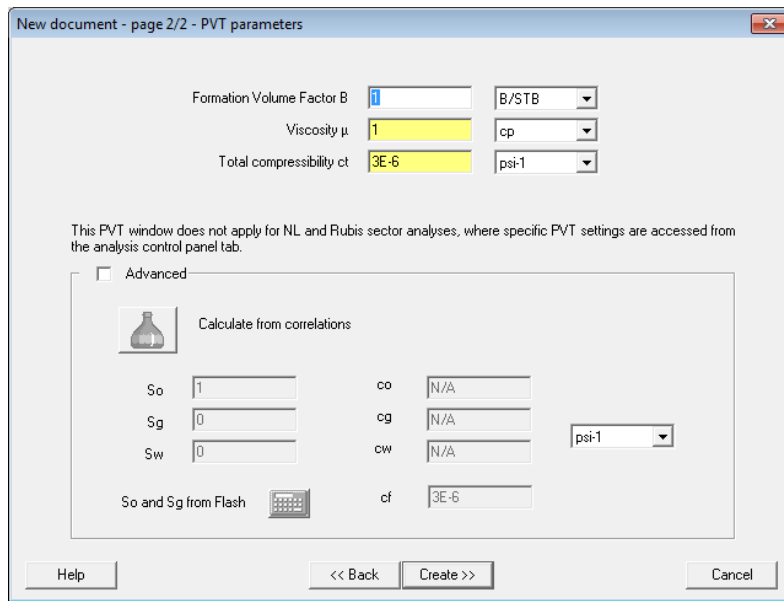 New document - page 2/2 - PVT parameters
Formation Volume Factor B 1 B/STB
Viscosity µ 1 cp
Total compressibility ct 3E-6 psi-1
This PVT window does not apply for NL and Rubis sector analyses, where specific PVT settings are accessed from
the analysis control panel tab.
Advanced
Calculate from correlations
So 1 co N/A
Sg 0 cg N/A
psi-1
Sw 0 cw N/A
So and Sg from Flash cf 3E-6
Help << Back Create >> Cancel